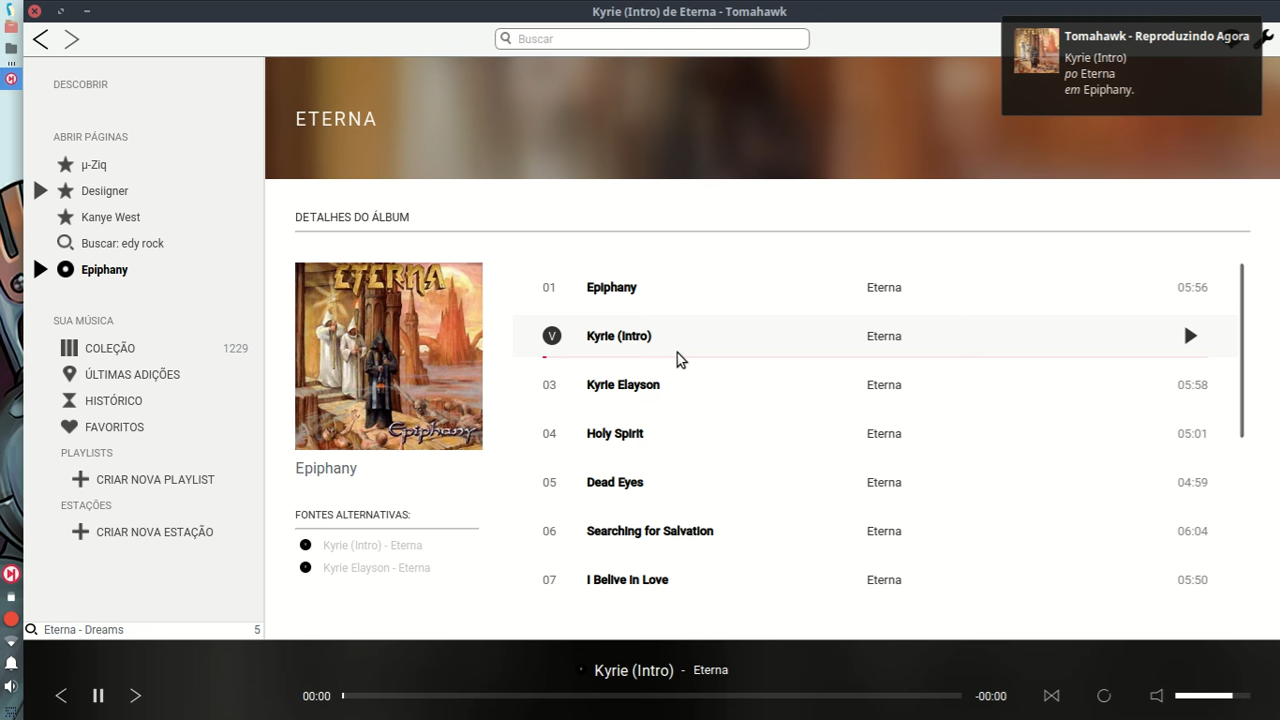 Kyrie (Intro) de Eterna - Tomahawk
Buscar
Tomahawk - Reproduzindo Agora
Kyrie (Intro)
po Eterna
em Epiphany.
DESCOBRIR
ABRIR PÁGINAS
µ-Ziq
Desiigner
Kanye West
Buscar: edy rock
Epiphany
SUA MÚSICA
COLEÇÃO 1229
ÚLTIMAS ADIÇÕES
HISTÓRICO
FAVORITOS
PLAYLISTS
CRIAR NOVA PLAYLIST
ESTAÇÕES
CRIAR NOVA ESTAÇÃO
Eterna - Dreams 5
ETERNA
DETALHES DO ÁLBUM
ETERNA
Epiphany
Epiphany
FONTES ALTERNATIVAS:
Kyrie (Intro) - Eterna
Kyrie Elayson - Eterna
01 Epiphany Eterna 05:56
V Kyrie (Intro) Eterna
03 Kyrie Elayson Eterna 05:58
04 Holy Spirit Eterna 05:01
05 Dead Eyes Eterna 04:59
06 Searching for Salvation Eterna 06:04
07 I Belive In Love Eterna 05:50
Kyrie (Intro) - Eterna
00:00 -00:00